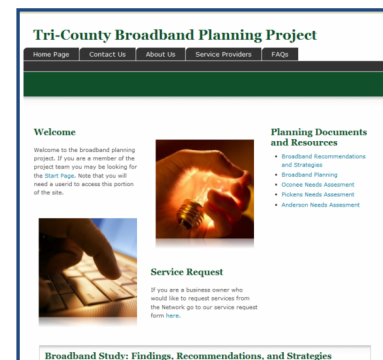 Tri-County Broadband Planning Project
Home Page
Contact Us
About Us
Service Providers
FAQs
Welcome
Welcome to the broadband planning
project. If you are a member of the
project team you may be looking for
the Start Page. Note that you will
need a userid to access this portion
of the site.
Planning Documents
and Resources
Broadband Recommendations
and Strategies
Broadband Planning
Oconee Needs Assesment
Pickens Needs Assesment
Anderson Needs Assesment
Service Request
If you are a business owner who
would like to request services from
the Network go to our service request
form here.
Broadband Study: Findings, Recommendations, and Strategies